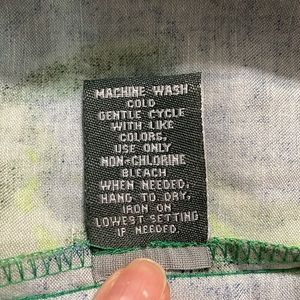 MACHINE WASH
COLD
GENTLE CYCLE
WITH LIKE
COLORS,
USE ONLY
NON-CHLORINE
BLEACH
WHEN NEEDED,
HANG TO DRY,
IRON ON
LOWEST SETTING
IF NEEDED.